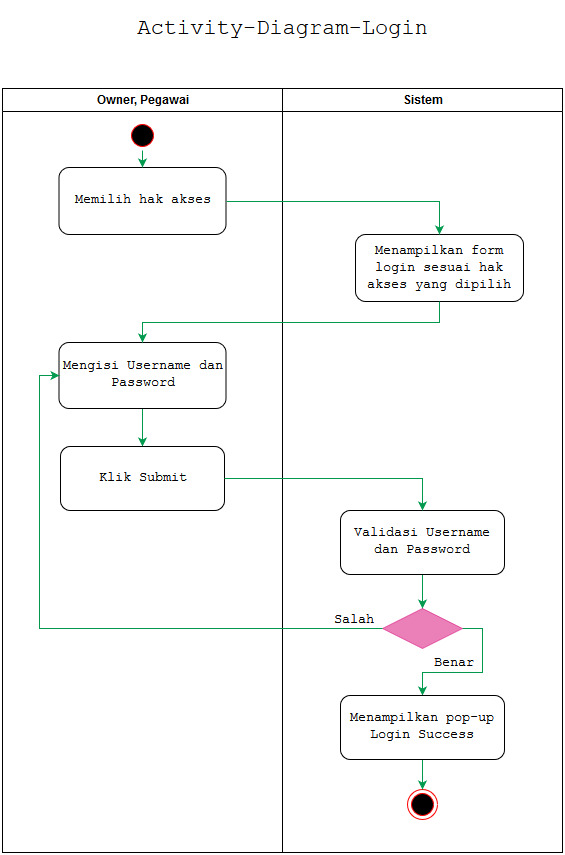 Activity-Diagram-Login
Owner, Pegawai
Sistem
Memilih hak akses
Menampilkan form
login sesuai hak
akses yang dipilih
Mengisi Username dan
Password
Klik Submit
Validasi Username
dan Password
Salah
Benar
Menampilkan pop-up
Login Success